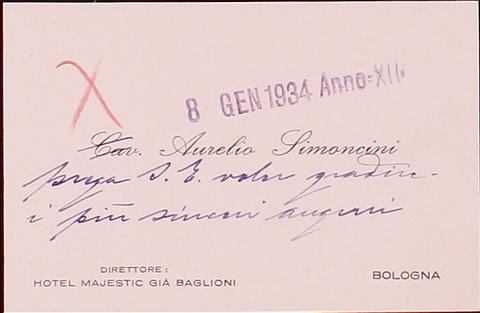 8 GEN 1934 Anno=XII
Cav. Aurelio Simoncini
prega S. E. voler gradire
i più sinceri auguri
DIRETTORE :
HOTEL MAJESTIC GIÀ BAGLIONI
BOLOGNA